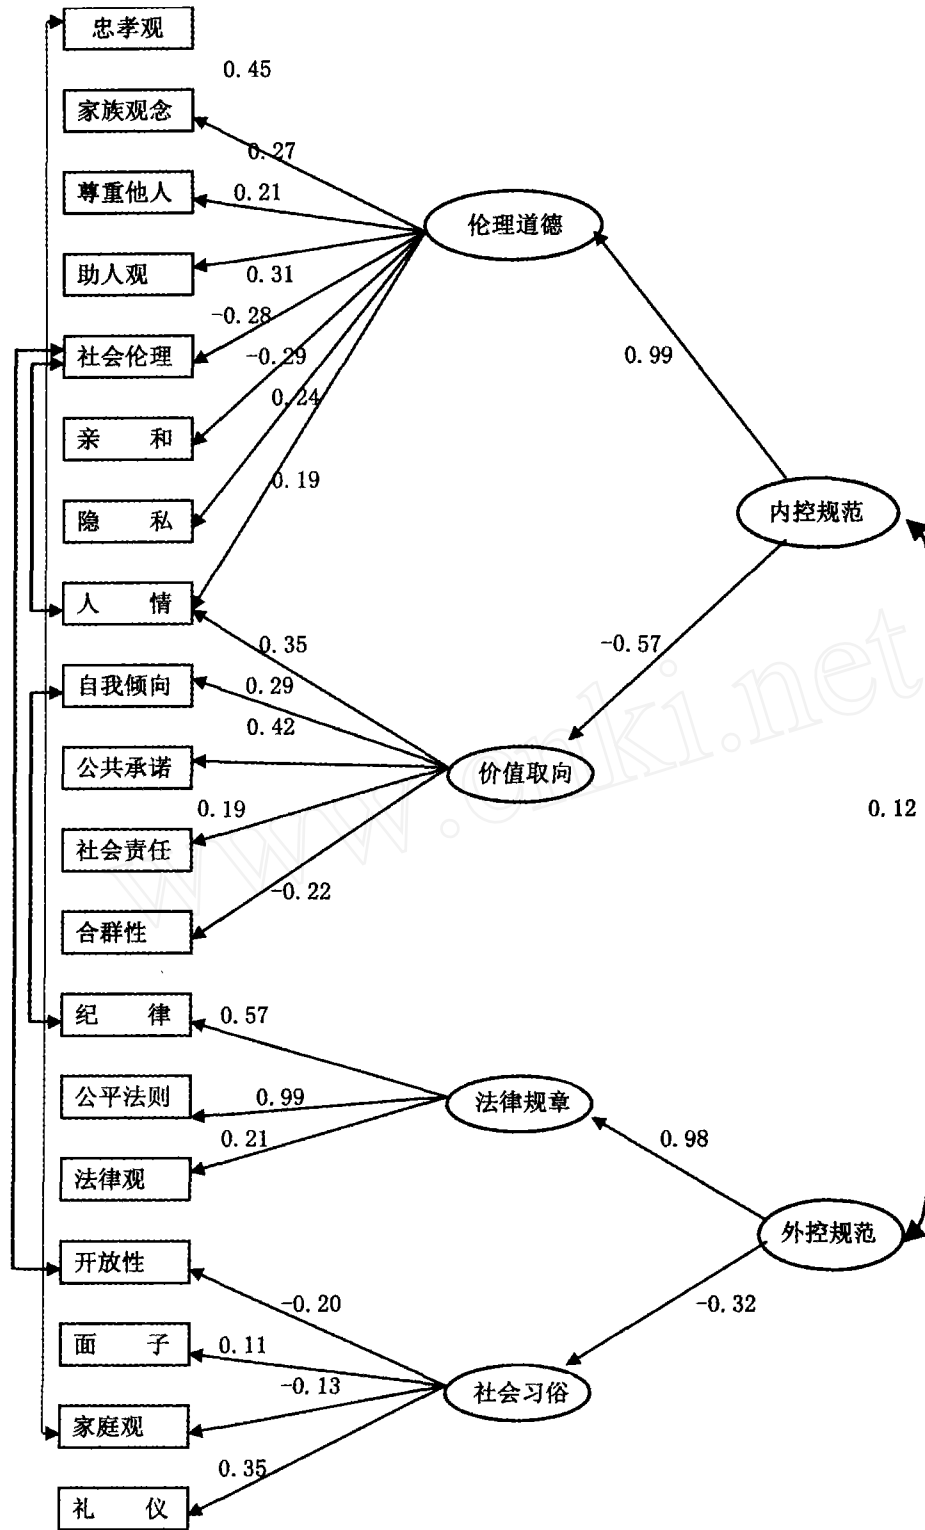 忠孝观
0.45
家族观念
0.27
尊重他人
0.21
伦理道德
助人观
0.31
-0.28
社会伦理
-0.29
0.99
0.24
亲 和
0.19
隐 私
内控规范
人 情
0.35
-0.57
自我倾向
0.29
0.42
公共承诺
价值取向
0.19
0.12
社会责任
-0.22
合群性
纪 律
0.57
公平法则
0.99
法律规章
0.21
0.98
法律观
外控规范
开放性
-0.20
-0.32
面 子
0.11
-0.13
社会习俗
家庭观
0.35
礼 仪
www.cnki.net